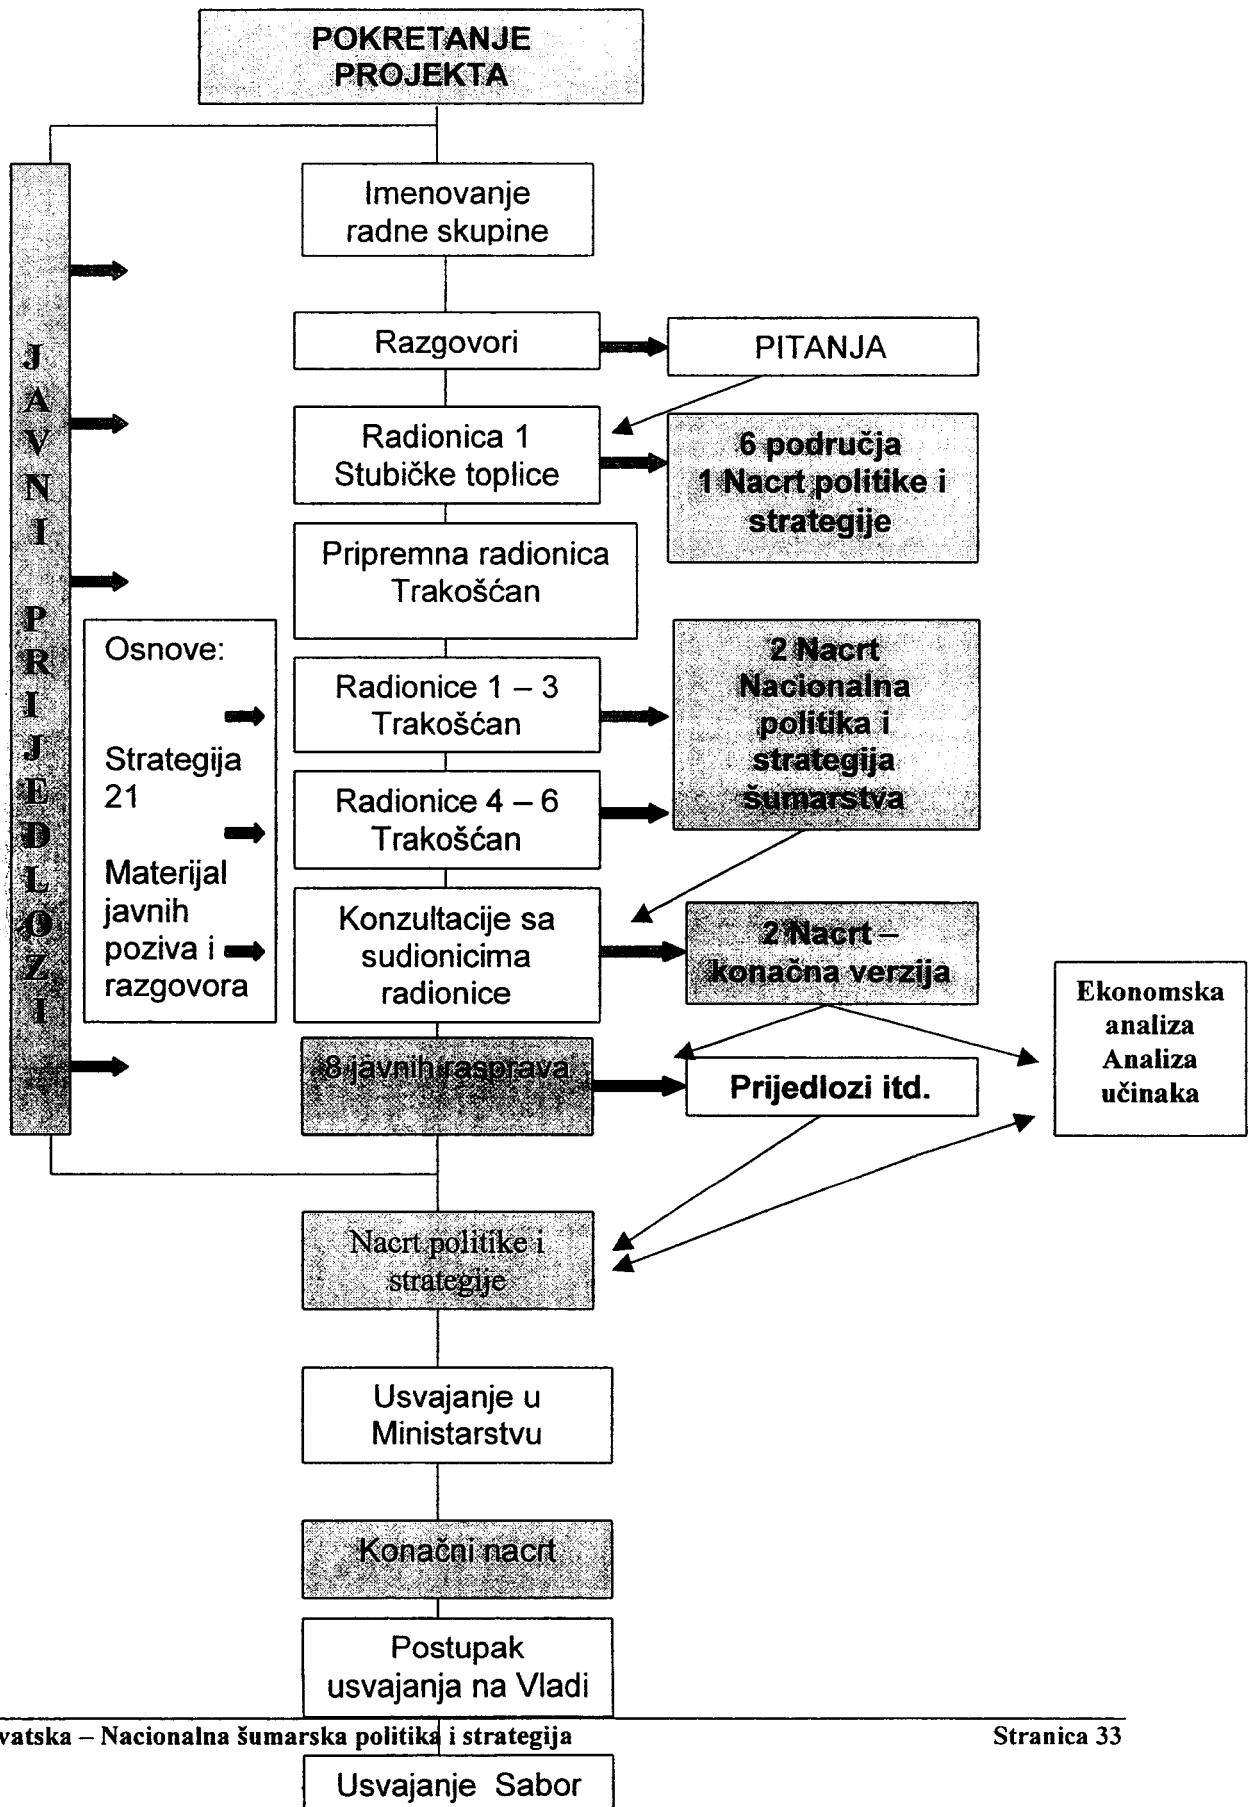 POKRETANJE
PROJEKTA
Imenovanje
radne skupine
JAVNI PRIJEDLOZI
Razgovori
PITANJA
Radionica 1
Stubičke toplice
6 područja
1 Nacrt politike i
strategije
Pripremna radionica
Trakošćan
Osnove:
Strategija
21
Materijal
javnih
poziva i
razgovora
Radionice 1 – 3
Trakošćan
2 Nacrt
Nacionalna
politika i
strategija
šumarstva
Radionice 4 – 6
Trakošćan
Konzultacije sa
sudionicima
radionice
2 Nacrt –
konačna verzija
Ekonomska
analiza
Analiza
učinaka
8 javnih rasprava
Prijedlozi itd.
Nacrt politike i
strategije
Usvajanje u
Ministarstvu
Konačni nacrt
Postupak
usvajanja na Vladi
vatska – Nacionalna šumarska politika i strategija
Stranica 33
Usvajanje Sabor